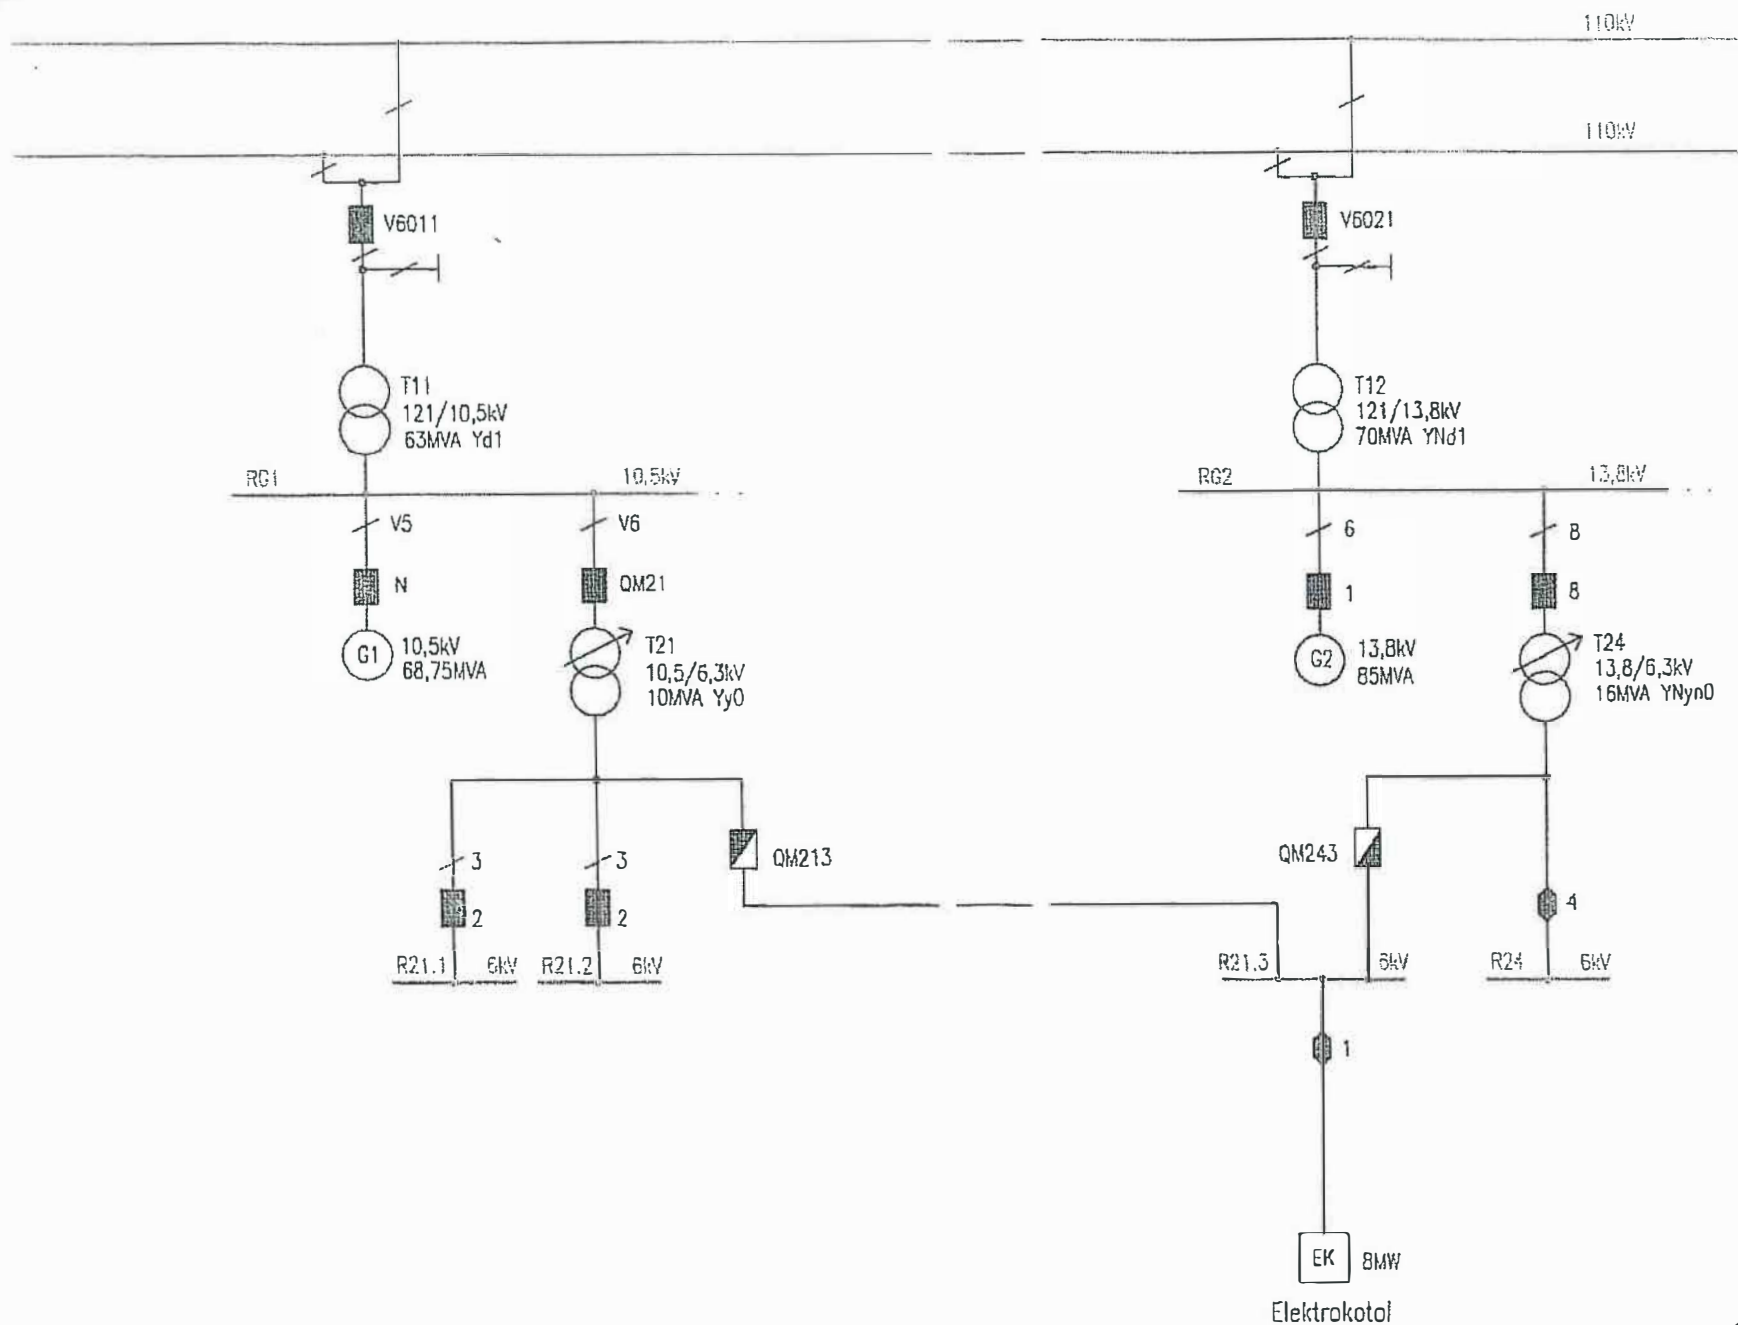 110kV
110kV
V6011
V6021
T11
121/10,5kV
63MVA Yd1
T12
121/13,8kV
70MVA YNd1
RG1
10,5kV
RG2
13,8kV
V5
V6
6
8
N
QM21
1
8
G1
10,5kV
68,75MVA
T21
10,5/6,3kV
10MVA Yy0
G2
13,8kV
85MVA
T24
13,8/6,3kV
16MVA YNyn0
3
3
QM213
QM243
2
2
4
R21.1
6kV
R21.2
6kV
R21.3
6kV
R24
6kV
1
EK
8MW
Elektrokotol